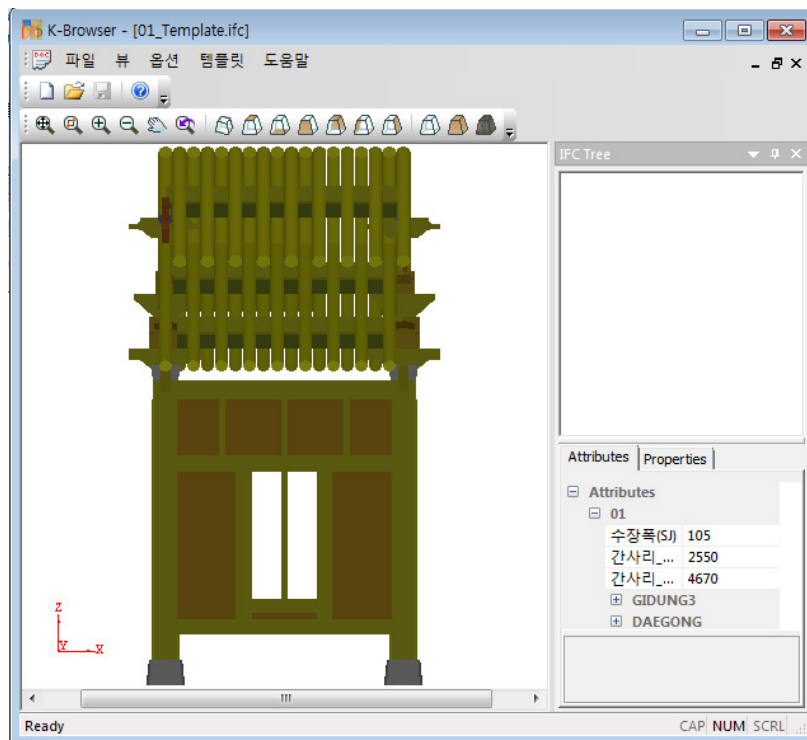 K-Browser - [01_Template.ifc]
파일 뷰 옵션 템플릿 도움말
IFC Tree
Z
Y X
Attributes Properties
Attributes
01
수장폭(SJ) 105
간사리_... 2550
간사리_... 4670
GIDUNG3
DAEGONG
Ready CAP NUM SCRL